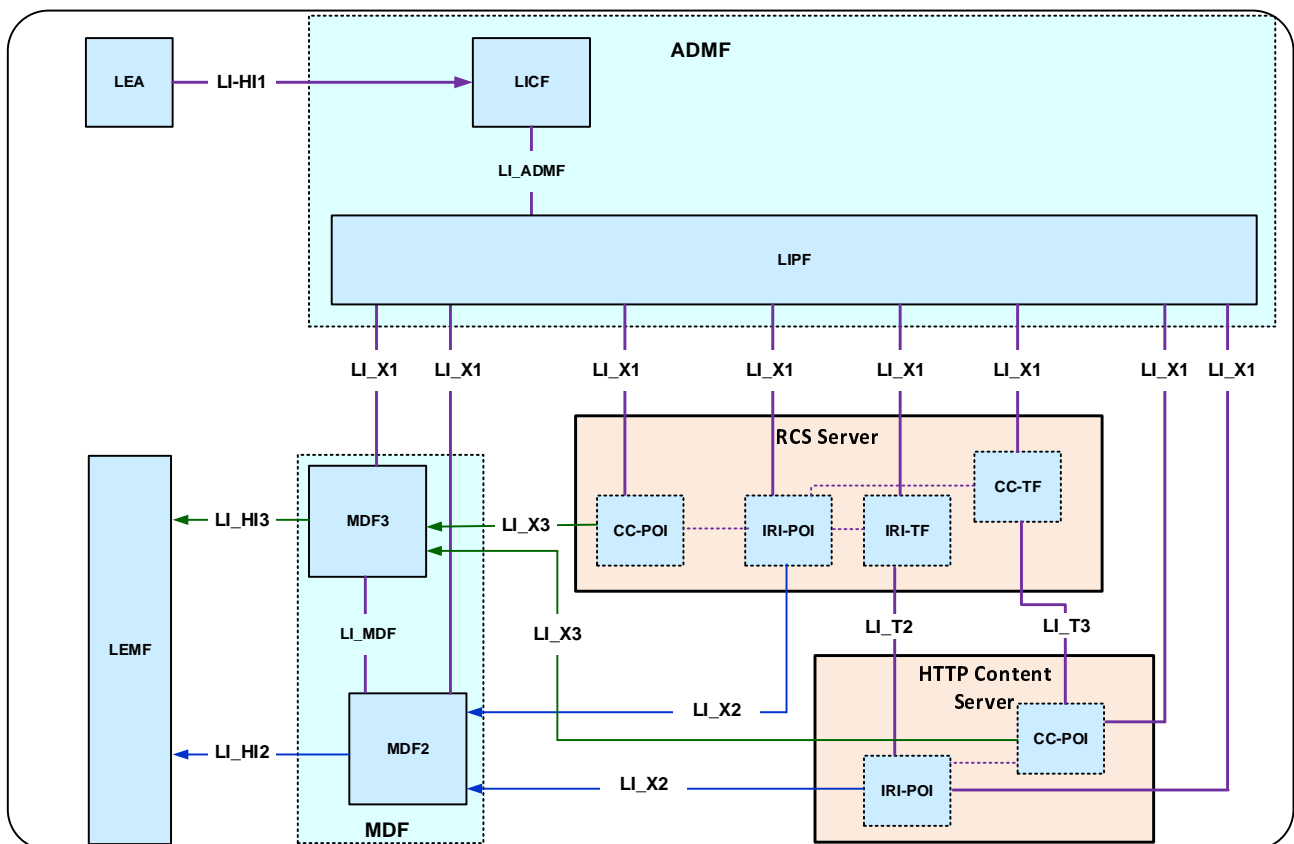 ADMF
LEA
LI-HI1
LICF
LI_ADMF
LIPF
LI_X1
LI_X1
LI_X1
LI_X1
LI_X1
LI_X1
LI_X1
LI_X1
RCS Server
CC-TF
LI_HI3
MDF3
LI_X3
CC-POI
IRI-POI
IRI-TF
LI_MDF
LI_X3
LI_T2
LI_T3
LEMF
HTTP Content
Server
LI_X2
LI_HI2
MDF2
CC-POI
LI_X2
IRI-POI
MDF